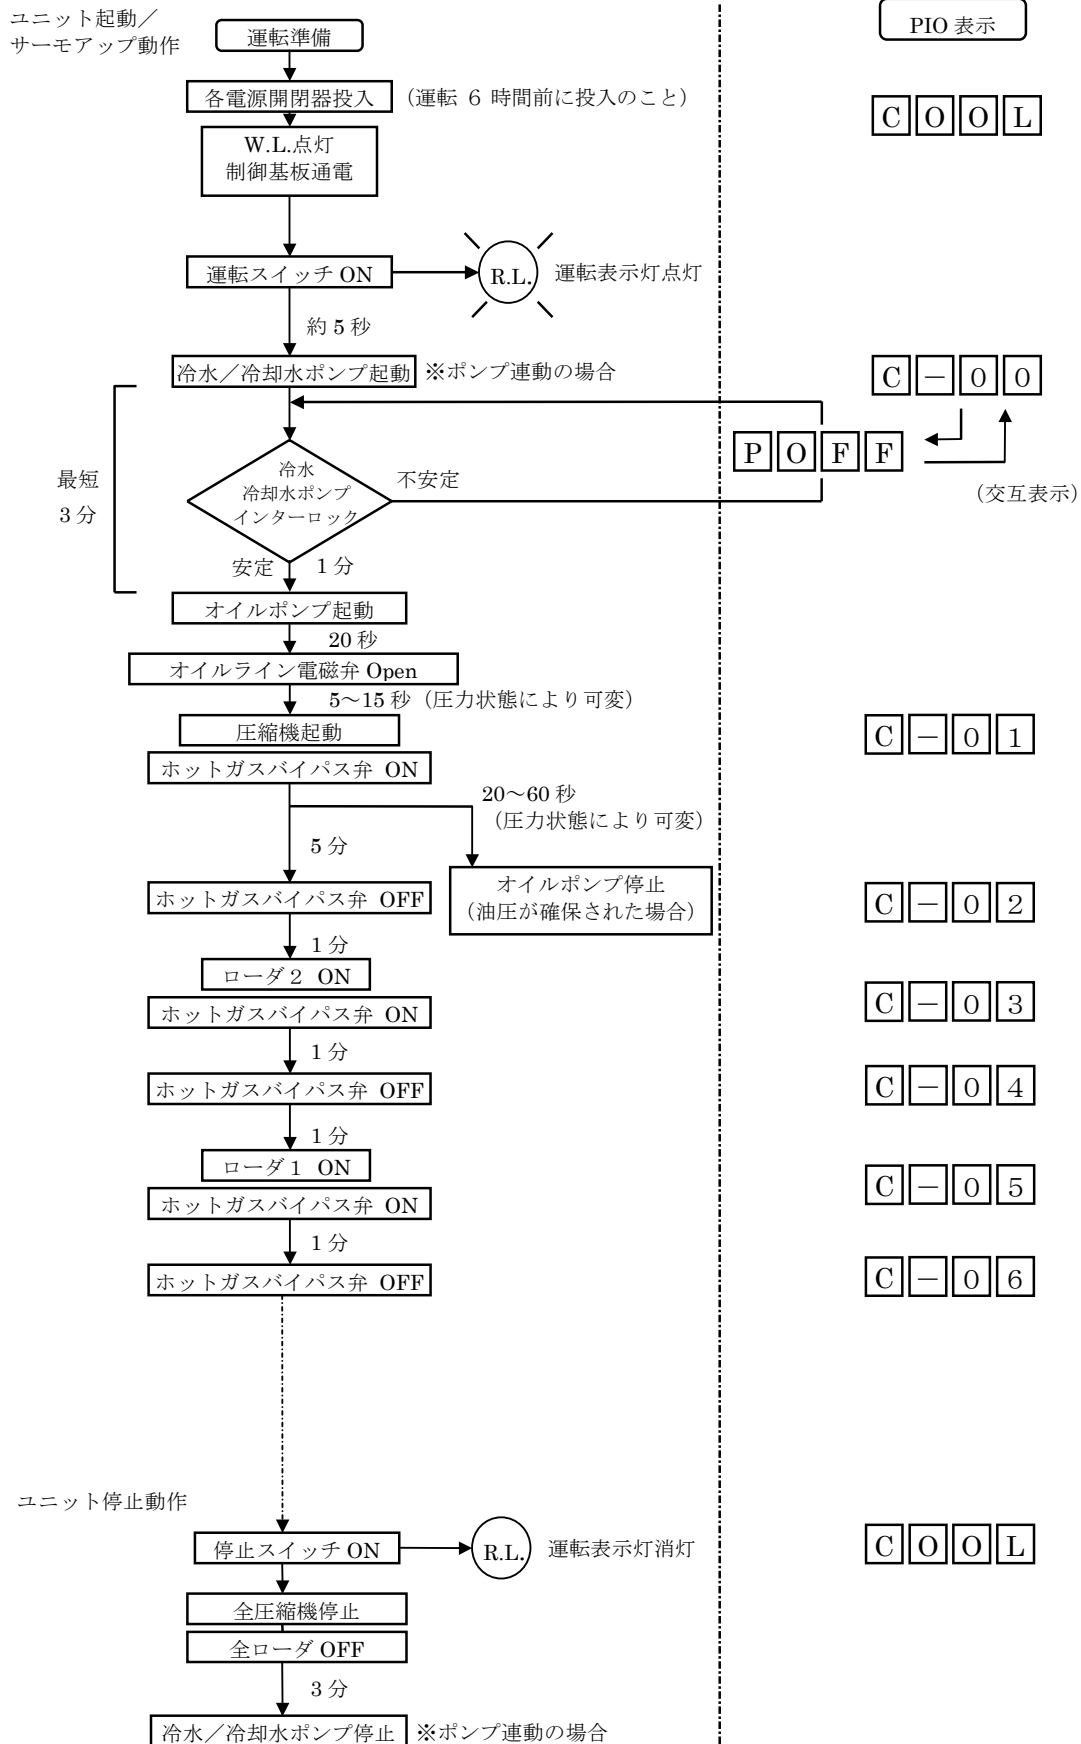 ユニット起動／
サーモアップ動作
運転準備
PIO 表示
各電源開閉器投入
（運転 6 時間前に投入のこと）
COOL
W.L.点灯
制御基板通電
運転スイッチ ON
R.L.
運転表示灯点灯
約 5 秒
冷水／冷却水ポンプ起動
※ポンプ連動の場合
C－００
POFF
（交互表示）
最短
３分
冷水
冷却水ポンプ
インターロック
不安定
安定
１分
オイルポンプ起動
20 秒
オイルライン電磁弁 Open
5～15 秒（圧力状態により可変）
圧縮機起動
C－０１
ホットガスバイパス弁 ON
20～60 秒
（圧力状態により可変）
5 分
オイルポンプ停止
（油圧が確保された場合）
ホットガスバイパス弁 OFF
C－０２
１分
ローダ２ ON
ホットガスバイパス弁 ON
C－０３
１分
ホットガスバイパス弁 OFF
C－０４
１分
ローダ１ ON
ホットガスバイパス弁 ON
C－０５
１分
ホットガスバイパス弁 OFF
C－０６
ユニット停止動作
停止スイッチ ON
R.L.
運転表示灯消灯
COOL
全圧縮機停止
全ローダ OFF
３分
冷水／冷却水ポンプ停止
※ポンプ連動の場合